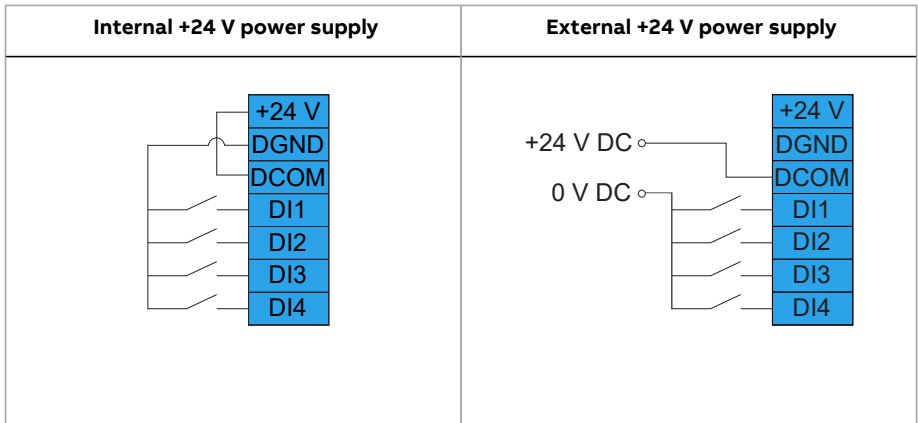 Internal +24 V power supply
External +24 V power supply
+24 V
DGND
DCOM
DI1
DI2
DI3
DI4
+24 V DC
0 V DC
+24 V
DGND
DCOM
DI1
DI2
DI3
DI4